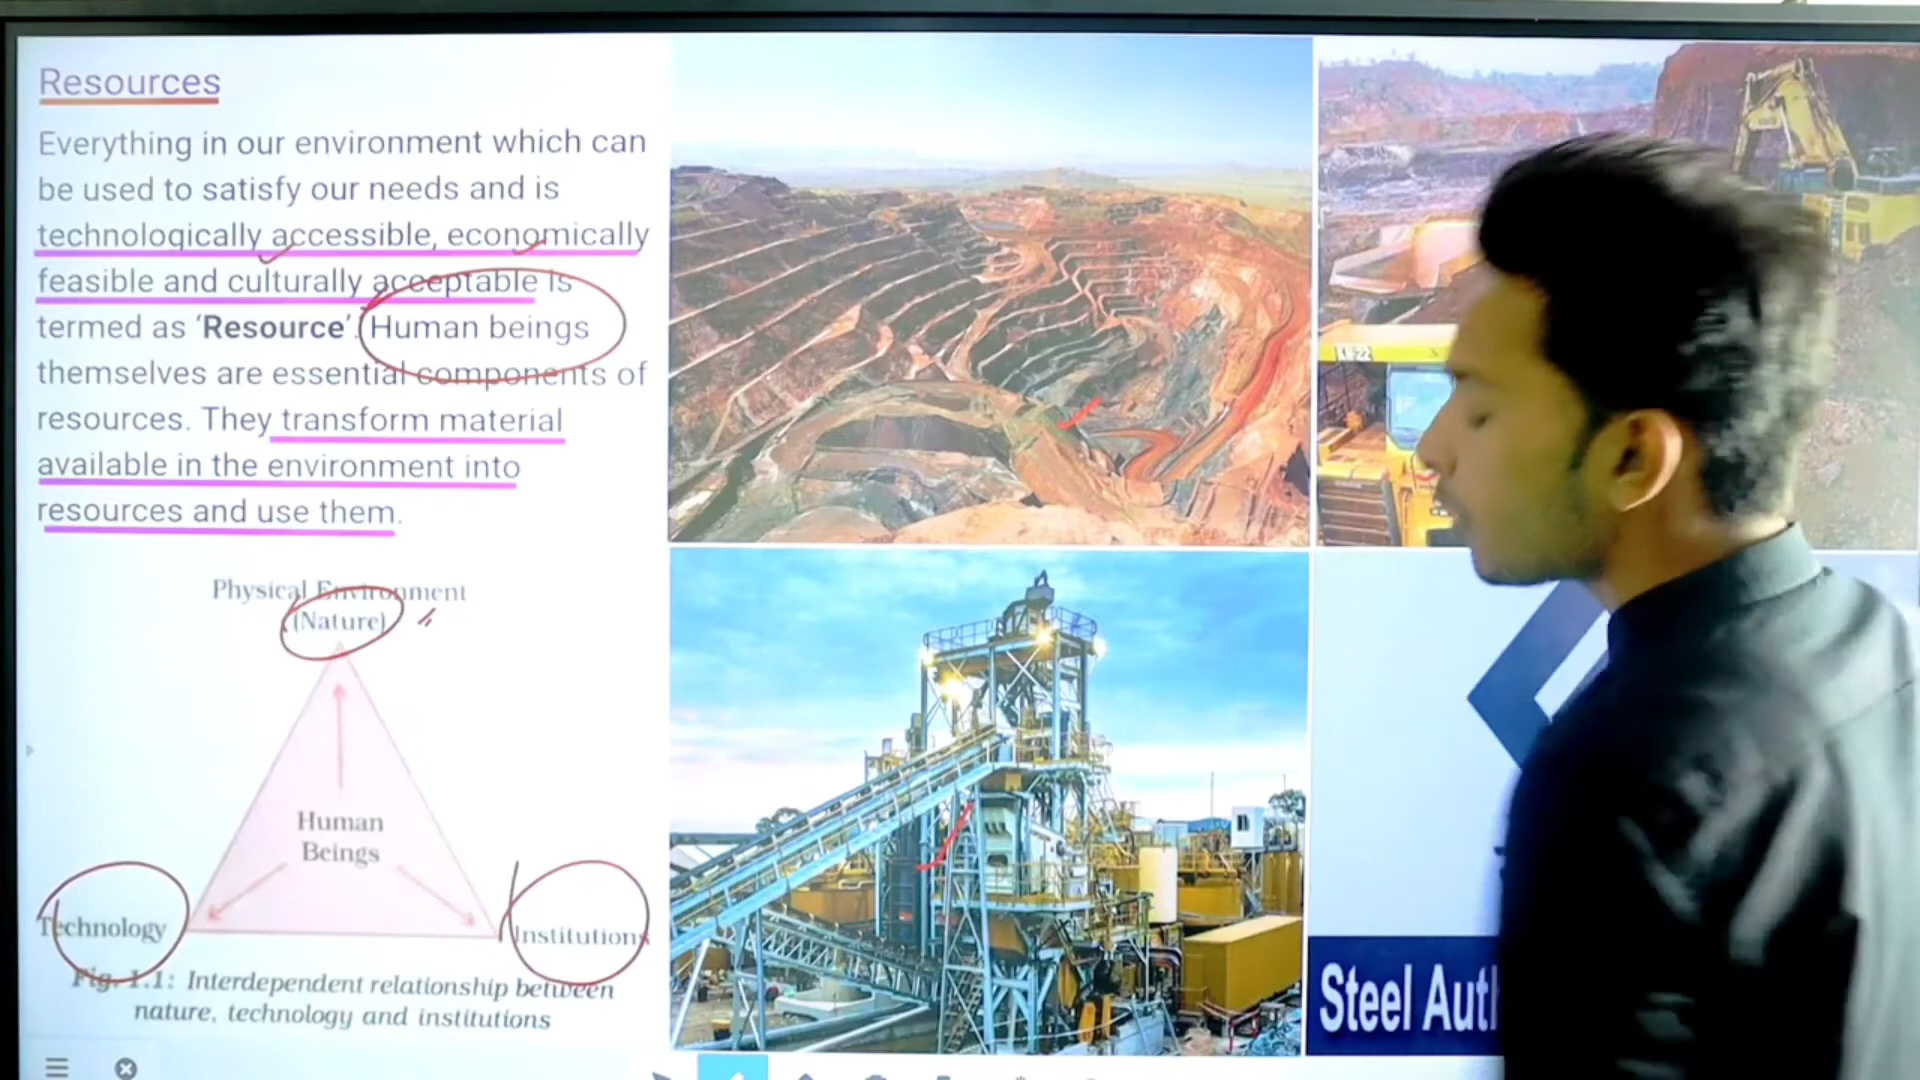 Resources
Everything in our environment which can
be used to satisfy our needs and is
technologically accessible, economically
feasible and culturally acceptable is
termed as ‘Resource’. Human beings
themselves are essential components of
resources. They transform material
available in the environment into
resources and use them.
Physical Environment
(Nature)
Human
Beings
Technology
Institutions
Fig. 1.1: Interdependent relationship between
nature, technology and institutions
Steel Auth